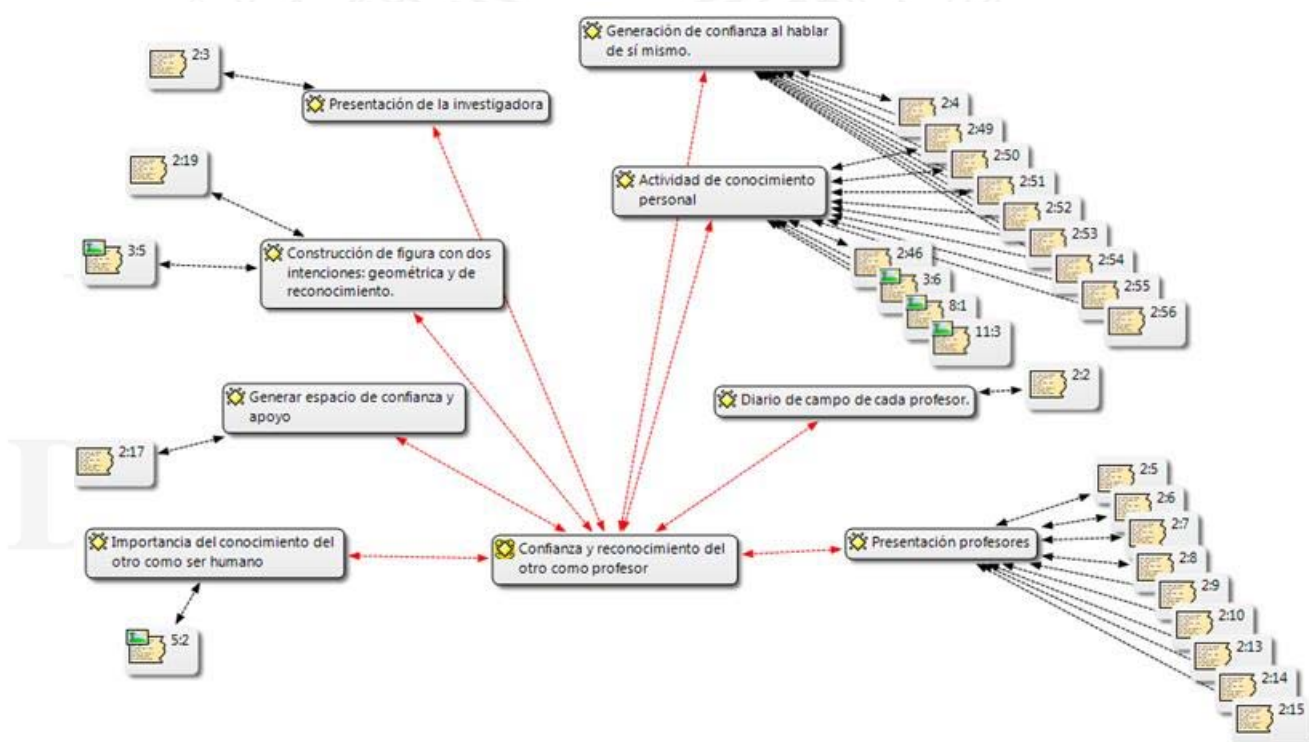 Generación de confianza al hablar
de sí mismo.
2:3
Presentación de la investigadora
2:4
2:49
2:50
2:51
2:52
2:53
2:54
2:55
2:56
2:19
Actividad de conocimiento
personal
3:5
Construcción de figura con dos
intenciones: geométrica y de
reconocimiento.
2:46
3:6
8:1
11:3
2:2
Generar espacio de confianza y
apoyo
Diario de campo de cada profesor.
2:17
Importancia del conocimiento del
otro como ser humano
Confianza y reconocimiento del
otro como profesor
Presentación profesores
2:5
2:6
2:7
2:8
2:9
2:10
2:13
2:14
2:15
5:2